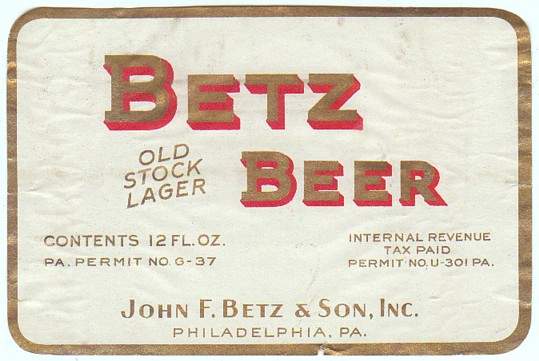 BETZ
BEER
OLD
STOCK
LAGER
CONTENTS 12 FL. OZ.
PA. PERMIT NO. G-37
INTERNAL REVENUE
TAX PAID
PERMIT NO. U-301 PA.
JOHN F. BETZ & SON, INC.
PHILADELPHIA, PA.